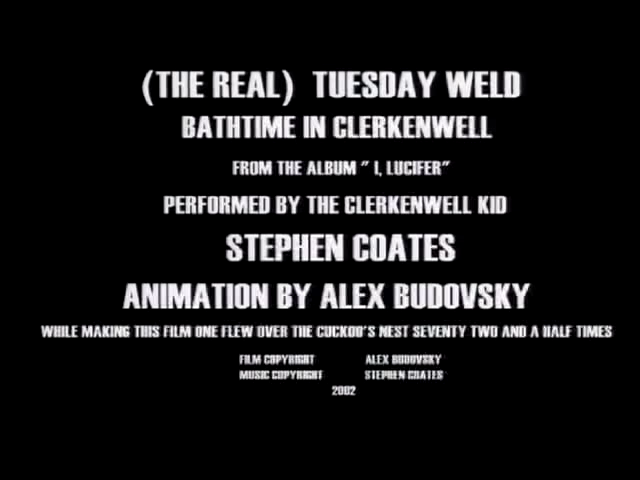 (THE REAL) TUESDAY WELD
BATHTIME IN CLERKENWELL
FROM THE ALBUM " I, LUCIFER"
PERFORMED BY THE CLERKENWELL KID
STEPHEN COATES
ANIMATION BY ALEX BUDOVSKY
WHILE MAKING THIS FILM ONE FLEW OVER THE CUCKOO'S NEST SEVENTY TWO AND A HALF TIMES
FILM COPYRIGHT ALEX BUDOVSKY
MUSIC COPYRIGHT STEPHEN COATES
2002